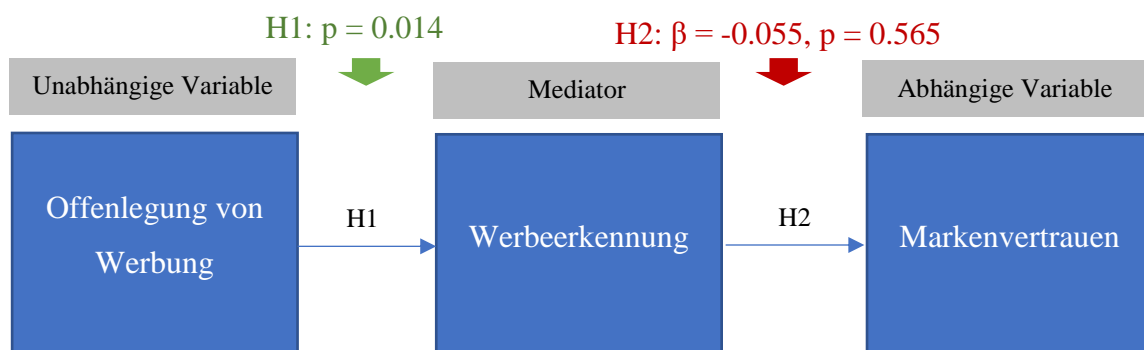 H1: p = 0.014
H2: β = -0.055, p = 0.565
Unabhängige Variable
Mediator
Abhängige Variable
Offenlegung von
Werbung
H1
Werbeerkennung
H2
Markenvertrauen